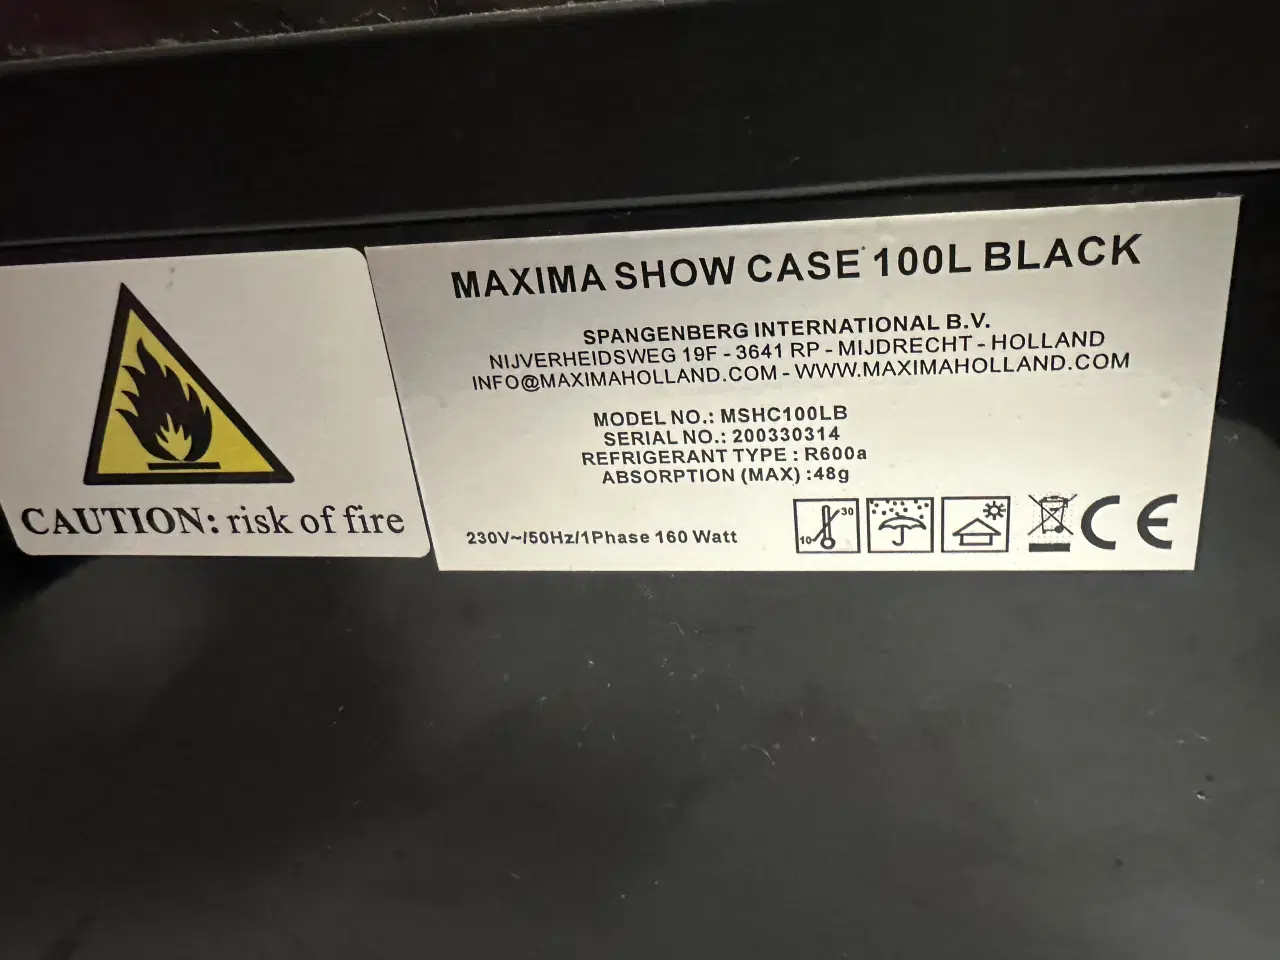 CAUTION: risk of fire
MAXIMA SHOW CASE 100L BLACK
SPANGENBERG INTERNATIONAL B.V.
NIJVERHEIDSWEG 19F - 3641 RP - MIJDRECHT - HOLLAND
INFO@MAXIMAHOLLAND.COM - WWW.MAXIMAHOLLAND.COM
MODEL NO.: MSHC100LB
SERIAL NO.: 200330314
REFRIGERANT TYPE : R600a
ABSORPTION (MAX) :48g
230V~/50Hz/1Phase 160 Watt
30
10
CE